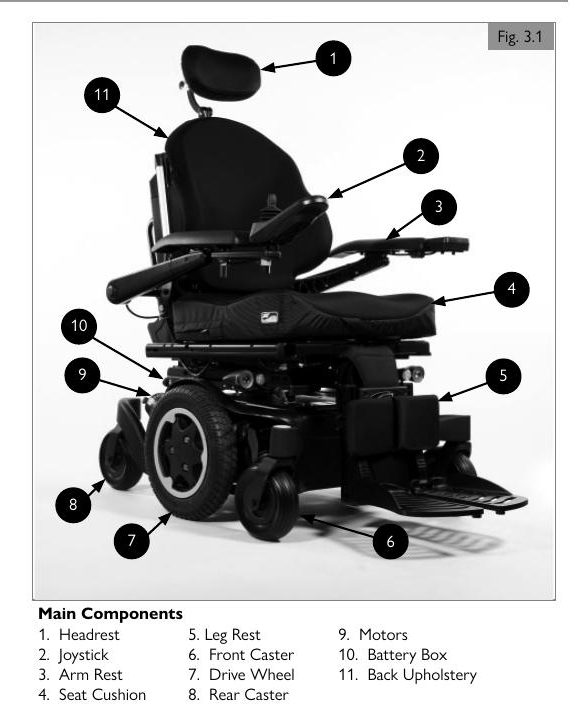 Fig. 3.1
1
11
2
3
4
10
9
5
8
7
6
Main Components
1. Headrest
2. Joystick
3. Arm Rest
4. Seat Cushion
5. Leg Rest
6. Front Caster
7. Drive Wheel
8. Rear Caster
9. Motors
10. Battery Box
11. Back Upholstery